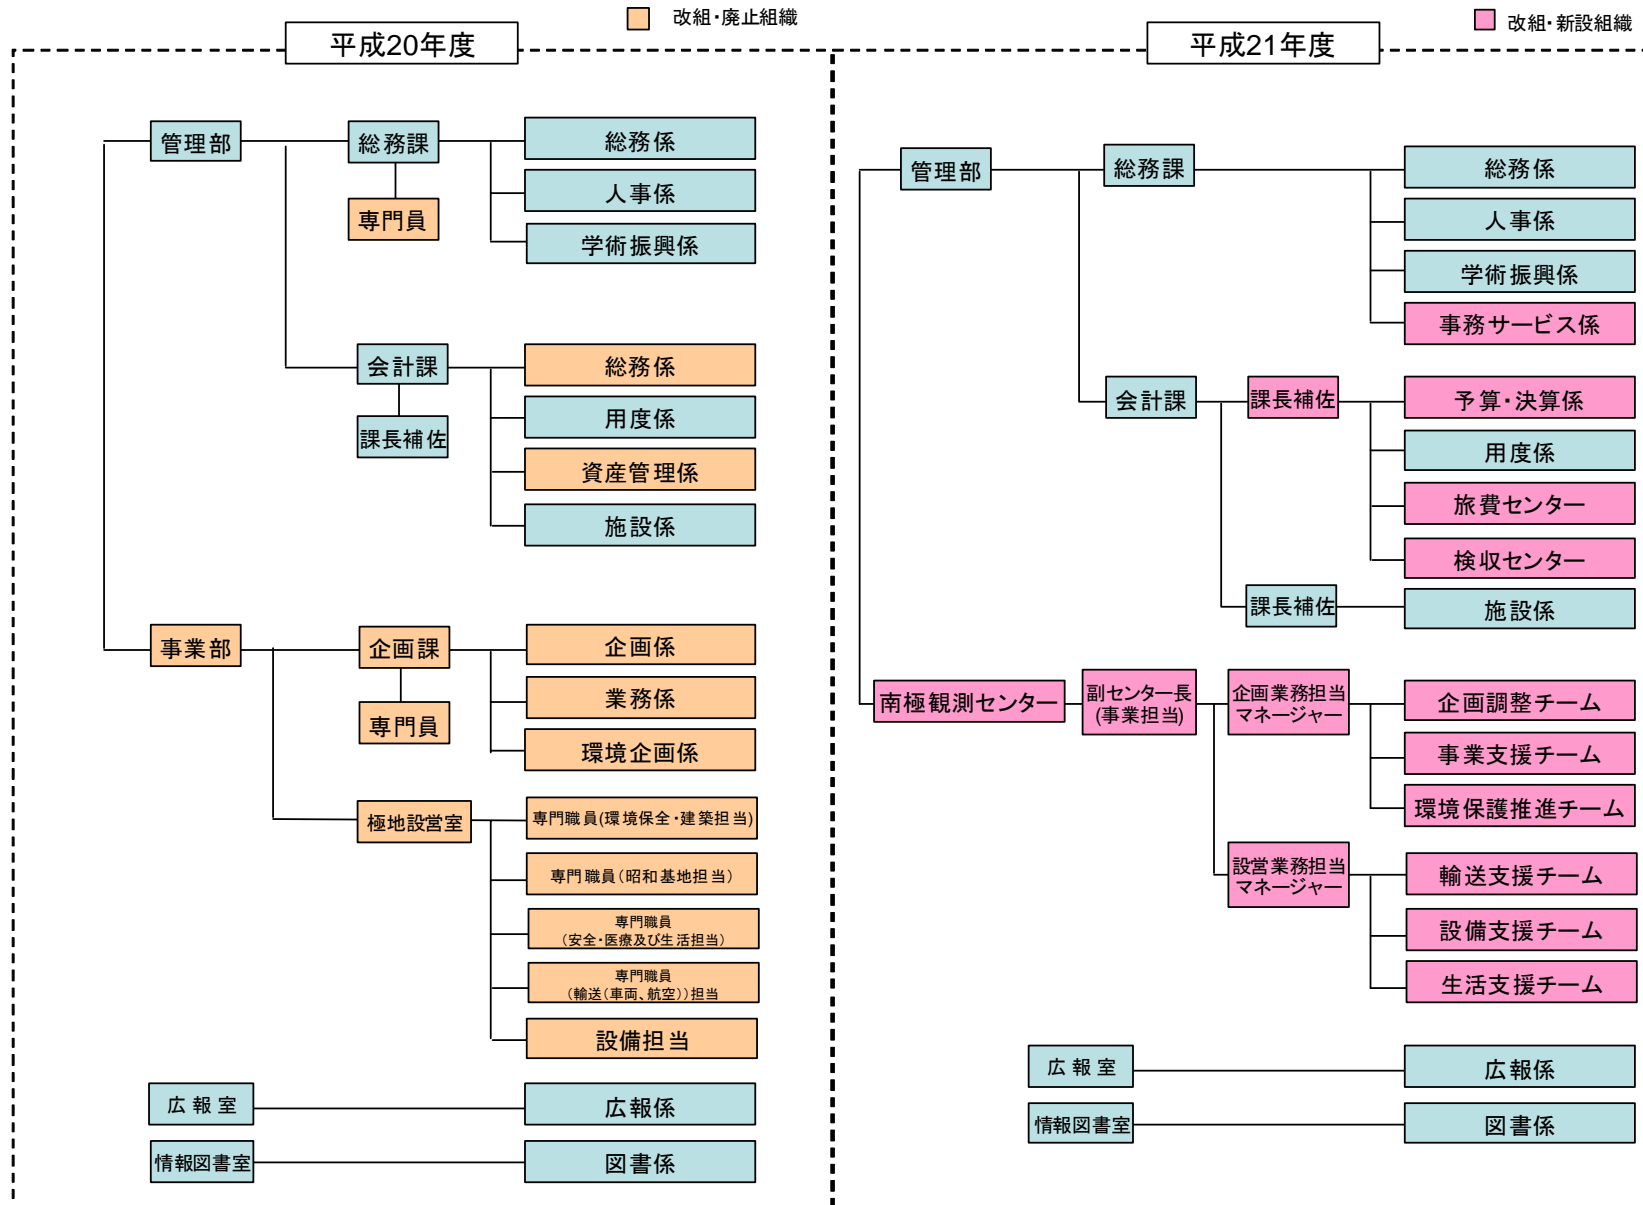 改組・廃止組織
平成20年度
管理部
総務課
専門員
総務係
人事係
学術振興係
会計課
課長補佐
総務係
用度係
資産管理係
施設係
事業部
企画課
専門員
企画係
業務係
環境企画係
極地設営室
専門職員(環境保全・建築担当)
専門職員(昭和基地担当)
専門職員
(安全・医療及び生活担当)
専門職員
(輸送(車両、航空))担当
設備担当
広報室
広報係
情報図書室
図書係
改組・新設組織
平成21年度
管理部
総務課
総務係
人事係
学術振興係
事務サービス係
会計課
課長補佐
予算・決算係
用度係
旅費センター
検収センター
課長補佐
施設係
南極観測センター
副センター長
(事業担当)
企画業務担当
マネージャー
企画調整チーム
事業支援チーム
環境保護推進チーム
設営業務担当
マネージャー
輸送支援チーム
設備支援チーム
生活支援チーム
広報室
広報係
情報図書室
図書係